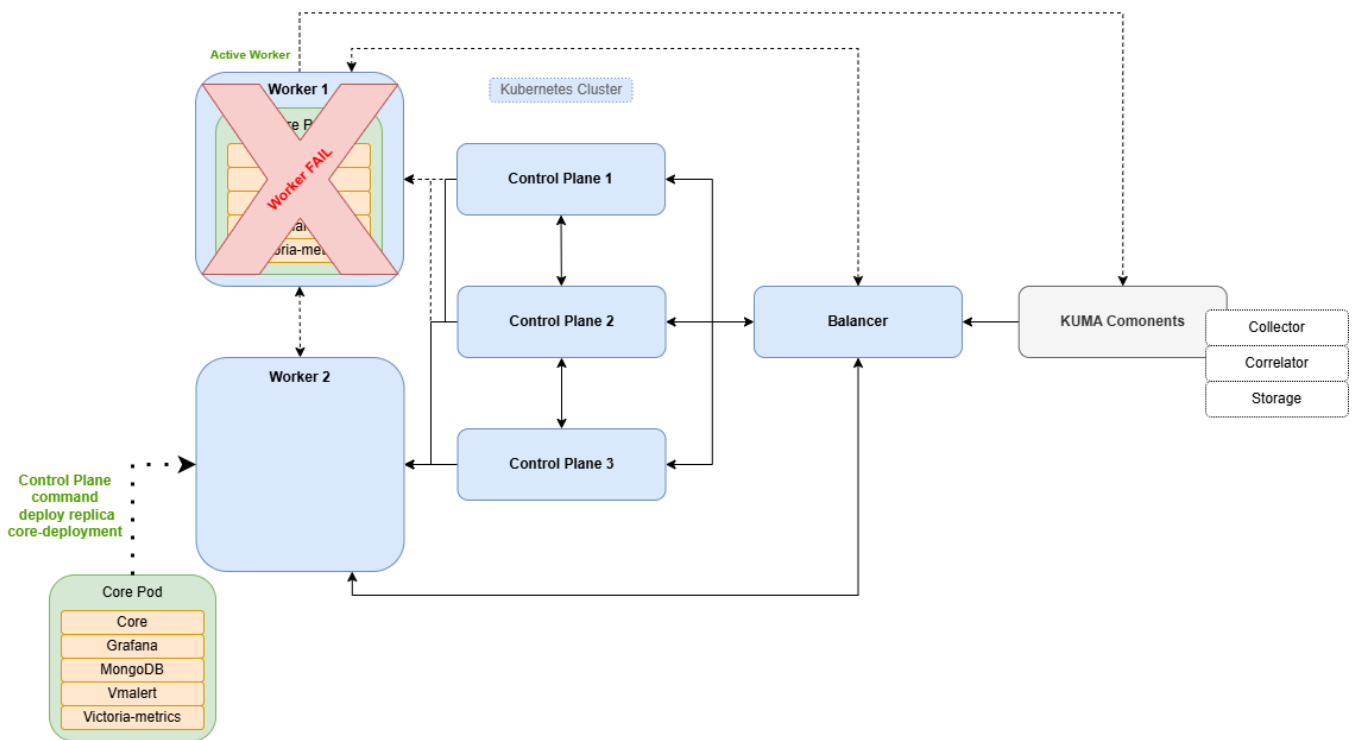 Active Worker
Worker 1
Kubernetes Cluster
Worker FAIL
Control Plane 1
Control Plane 2
Balancer
KUMA Comonents
Collector
Correlator
Storage
Worker 2
Control Plane 3
Control Plane
command
deploy replica
core-deployment
Core Pod
Core
Grafana
MongoDB
Vmalert
Victoria-metrics